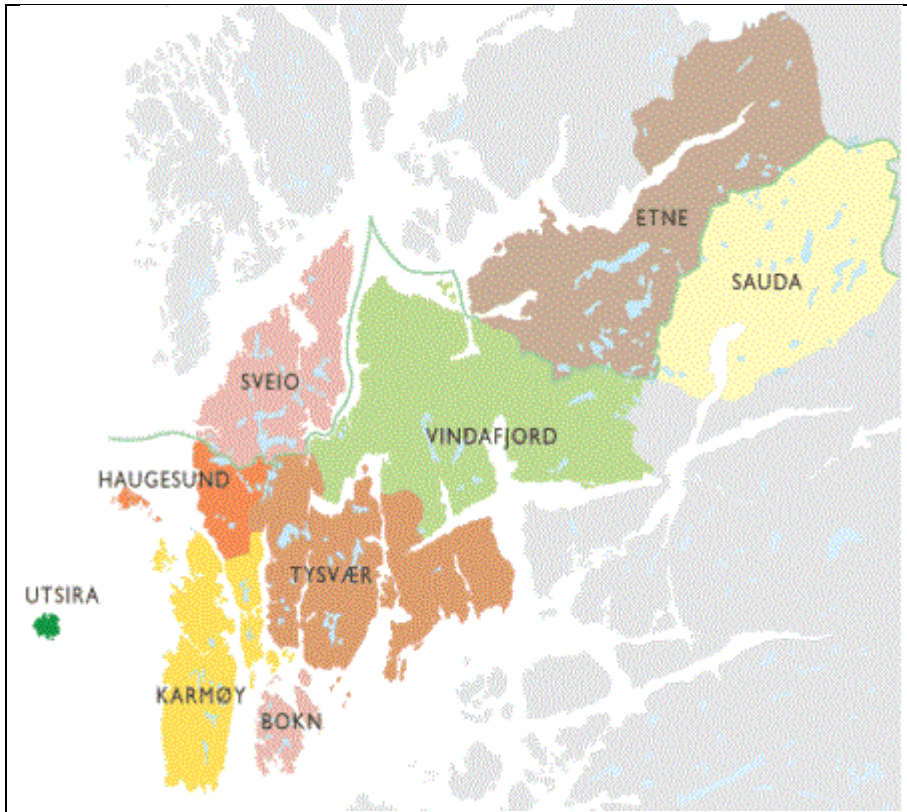 ETNE
SAUDA
SVEIO
VINDAFJORD
HAUGESUND
TYSVÆR
UTSIRA
KARMØY
BOKN